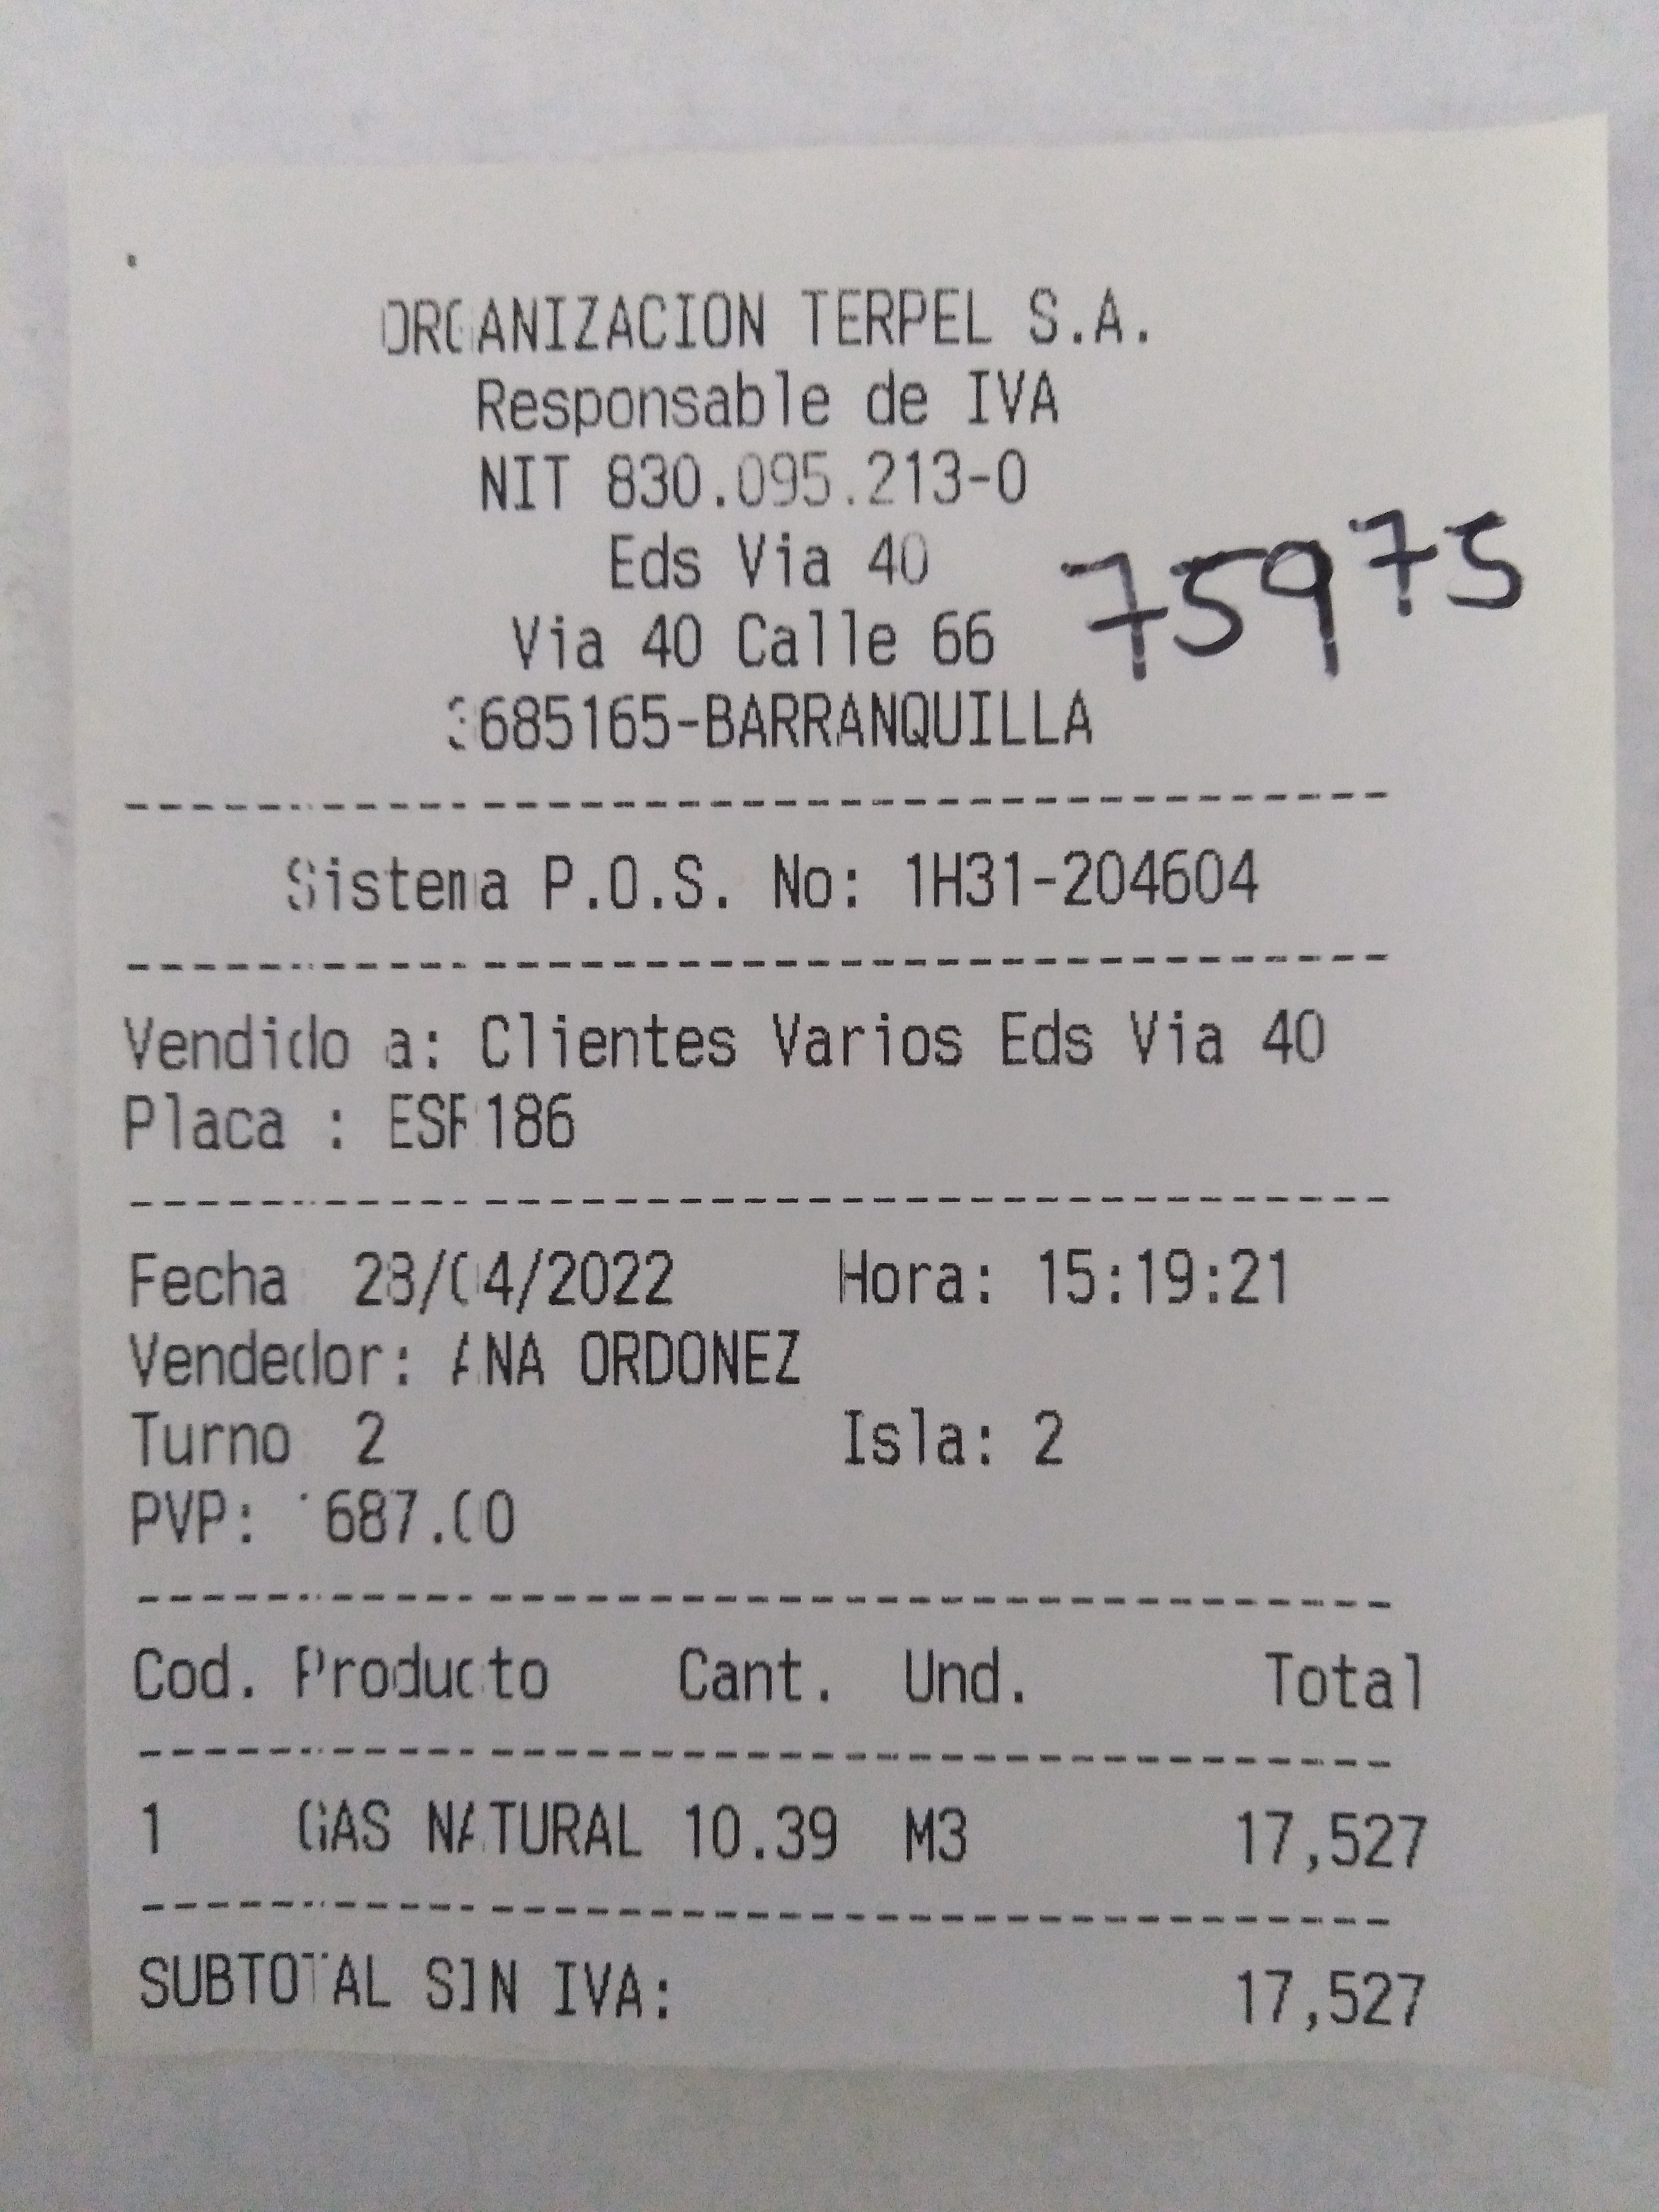 ORGANIZACION TERPEL S.A.
Responsable de IVA
NIT 830.095.213-0
Eds Via 40
75975
Via 40 Calle 66
3685165-BARRANQUILLA
Sistema P.O.S. No: 1H31-204604
Vendido a: Clientes Varios Eds Via 40
Placa :
Fecha 28/04/2022 Hora: 15:19:21
Vendedor: ANA ORDONEZ
Turno 2 Isla: 2
PVP: 1687.00
Cod. Producto Cant. Und. Total
1 GAS NATURAL 10.39 M3 17,527
SUBTOTAL SIN IVA: 17,527